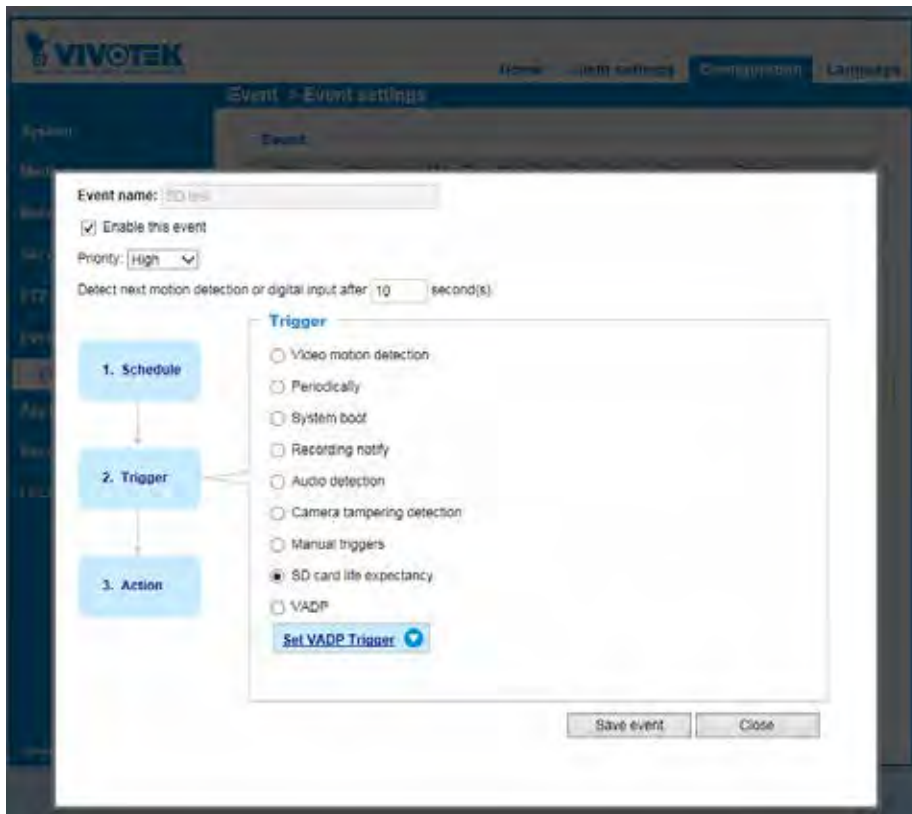 VIVOTEK
Home Client settings Configuration Language
Event > Event settings
System
Event
Event name: SD test
Enable this event
Priority: High
Detect next motion detection or digital input after 10 second(s).
Trigger
1. Schedule
2. Trigger
3. Action
Video motion detection
Periodically
System boot
Recording notify
Audio detection
Camera tampering detection
Manual triggers
SD card life expectancy
VADP
Set VADP Trigger
Save event Close